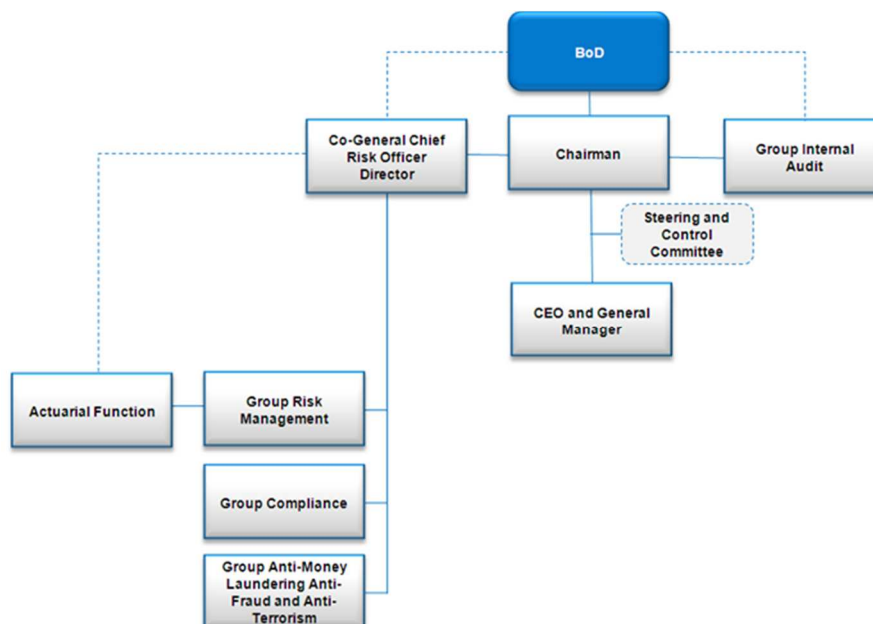 BoD
Co-General Chief
Risk Officer
Director
Chairman
Group Internal
Audit
Steering and
Control
Committee
CEO and General
Manager
Actuarial Function
Group Risk
Management
Group Compliance
Group Anti-Money
Laundering Anti-
Fraud and Anti-
Terrorism